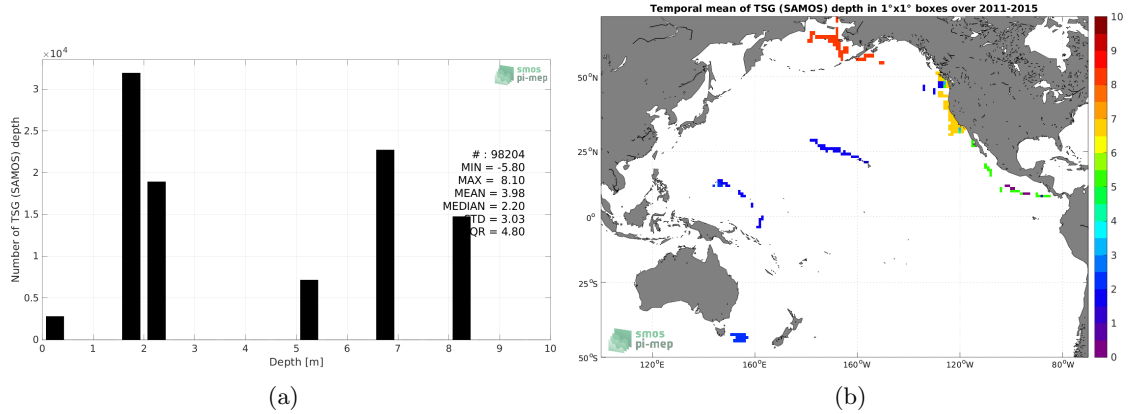 ×10⁴
3
2.5
2
1.5
1
0.5
0
Number of TSG (SAMOS) depth
smos
pi-mep
# : 98204
MIN = -5.80
MAX = 8.10
MEAN = 3.98
MEDIAN = 2.20
STD = 3.03
QR = 4.80
0 1 2 3 4 5 6 7 8 9 10
Depth [m]
(a)
Temporal mean of TSG (SAMOS) depth in 1°x1° boxes over 2011-2015
50°N
25°N
0°
25°S
50°S
smos
pi-mep
120°E 160°E 160°W 120°W 80°W
10
9
8
7
6
5
4
3
2
1
0
(b)